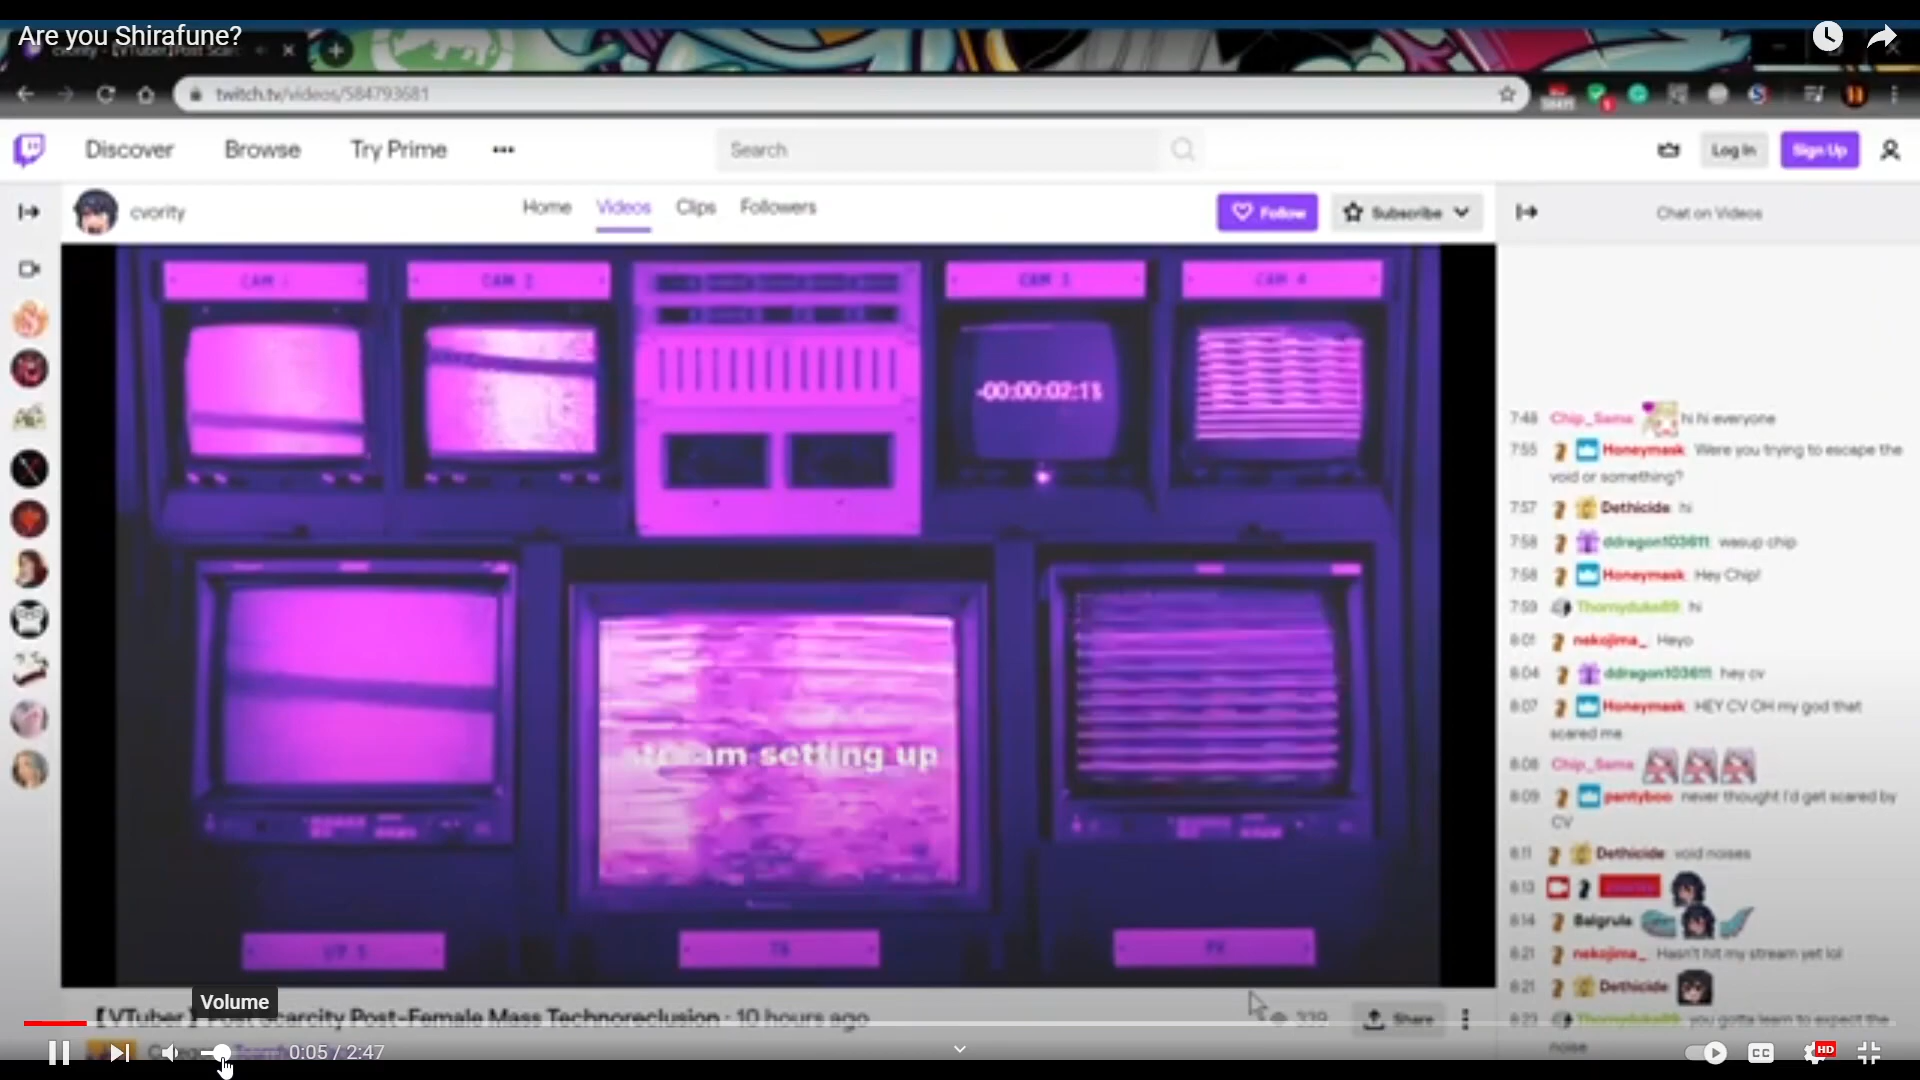 Are you Shirafune?
twitch.tv/videos/584793681
Discover Browse Try Prime ••• Search Log In Sign Up
cvority Home Videos Clips Followers Follow Subscribe Chat on Videos
CAM CAM 2 CAM 3 CAM 4
-00:00:02:1
stream setting up
7:48 Chip_Sama hi hi everyone
7:55 Honeymask: Were you trying to escape the
void or something?
7:57 Dethicide: hi
7:58 ddragon103611: wasup chip
7:58 Honeymask: Hey Chip!
7:59 Thornyduke89: hi
8:01 nekojima_: Heyo
8:04 ddragon103611: hey cv
8:07 Honeymask: HEY CV OH my god that
scared me
8:08 Chip_Sama:
8:09 pantyboo: never thought I'd get scared by
CV
8:11 Dethicide: void noises
8:13
8:14 Balgrula:
8:21 nekojima_: Hasn't hit my stream yet lol
8:21 Dethicide:
8:23 Thornyduke89: you gotta learn to expect the
noise
Volume
【VTuber】Post Scarcity Post-Female Mass Technoreclusion · 10 hours ago 339 Share
0:05 / 2:47 CC HD